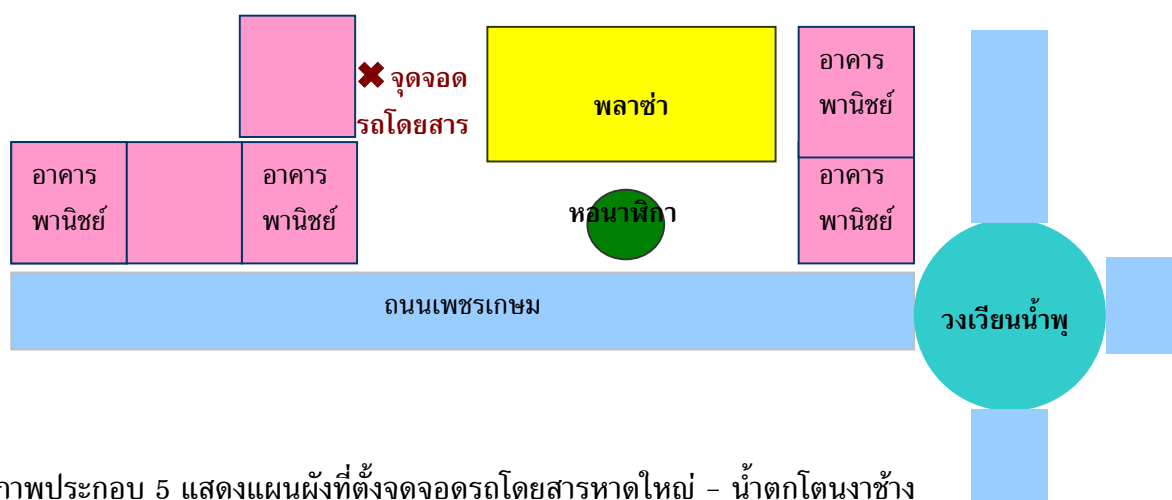 ✖ จุดจอด
รถโดยสาร
พลาซ่า
อาคาร
พานิชย์
อาคาร
พานิชย์
อาคาร
พานิชย์
หอนาฬิกา
อาคาร
พานิชย์
ถนนเพชรเกษม
วงเวียนน้ำพุ
ภาพประกอบ 5 แสดงแผนผังที่ตั้งจุดจอดรถโดยสารหาดใหญ่ – น้ำตกโตนงาช้าง